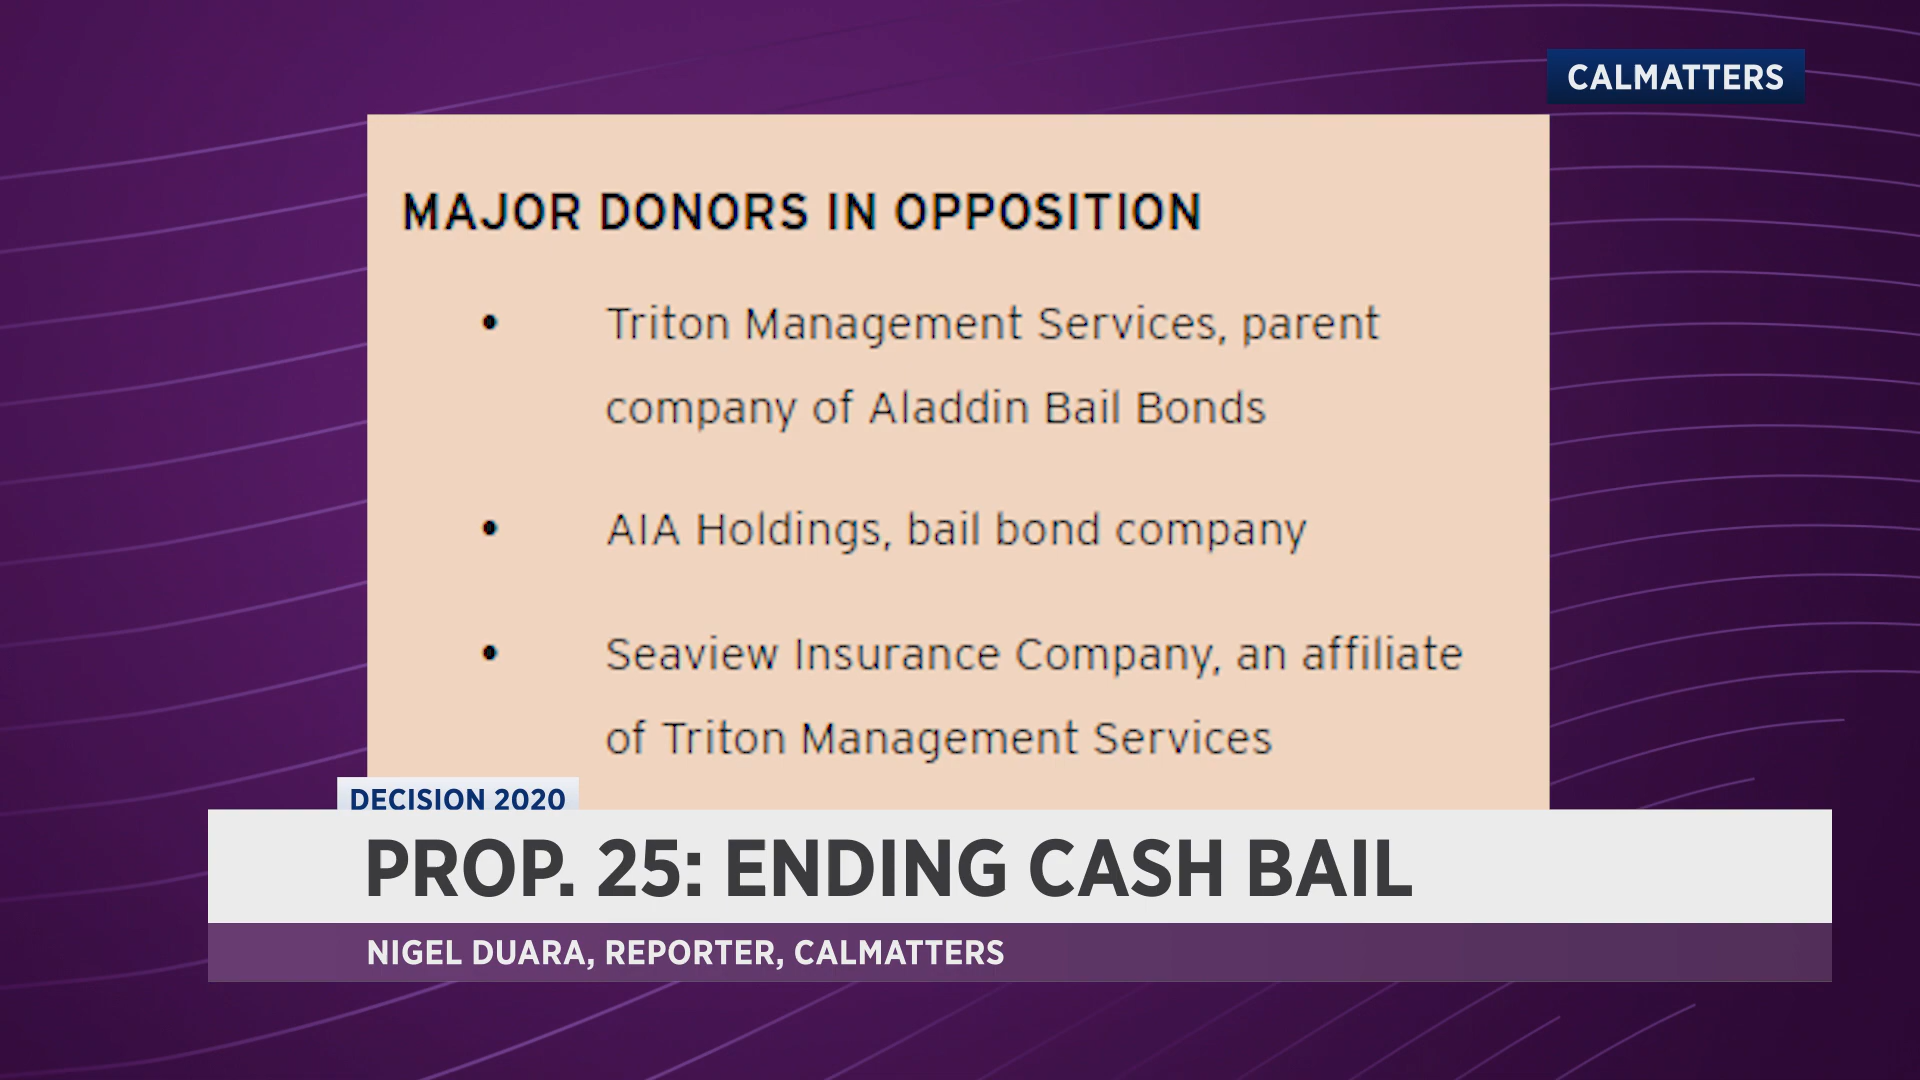 CALMATTERS
MAJOR DONORS IN OPPOSITION
• Triton Management Services, parent
company of Aladdin Bail Bonds
• AIA Holdings, bail bond company
• Seaview Insurance Company, an affiliate
of Triton Management Services
DECISION 2020
PROP. 25: ENDING CASH BAIL
NIGEL DUARA, REPORTER, CALMATTERS